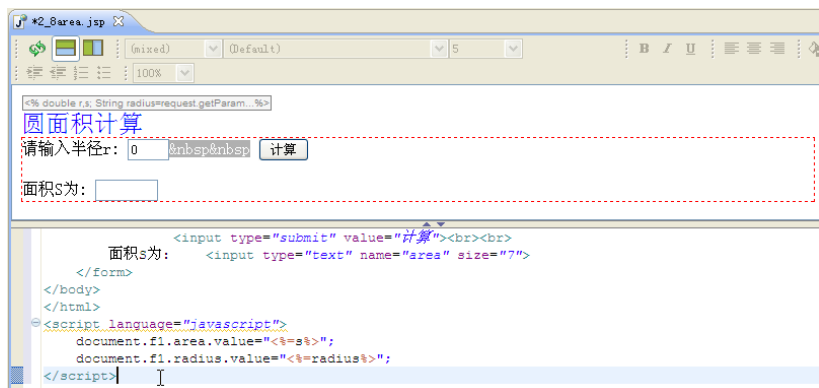 *2_8area.jsp
(mixed) (Default) 5 B I U
100%
<% double r,s; String radius=request.getParam...%>
圆面积计算
请输入半径r: 0 &nbsp&nbsp 计算
面积S为:
<input type="submit" value="计算"><br><br>
面积S为: <input type="text" name="area" size="7">
</form>
</body>
</html>
<script language="javascript">
document.f1.area.value="<%=s%>";
document.f1.radius.value="<%=radius%>";
</script>